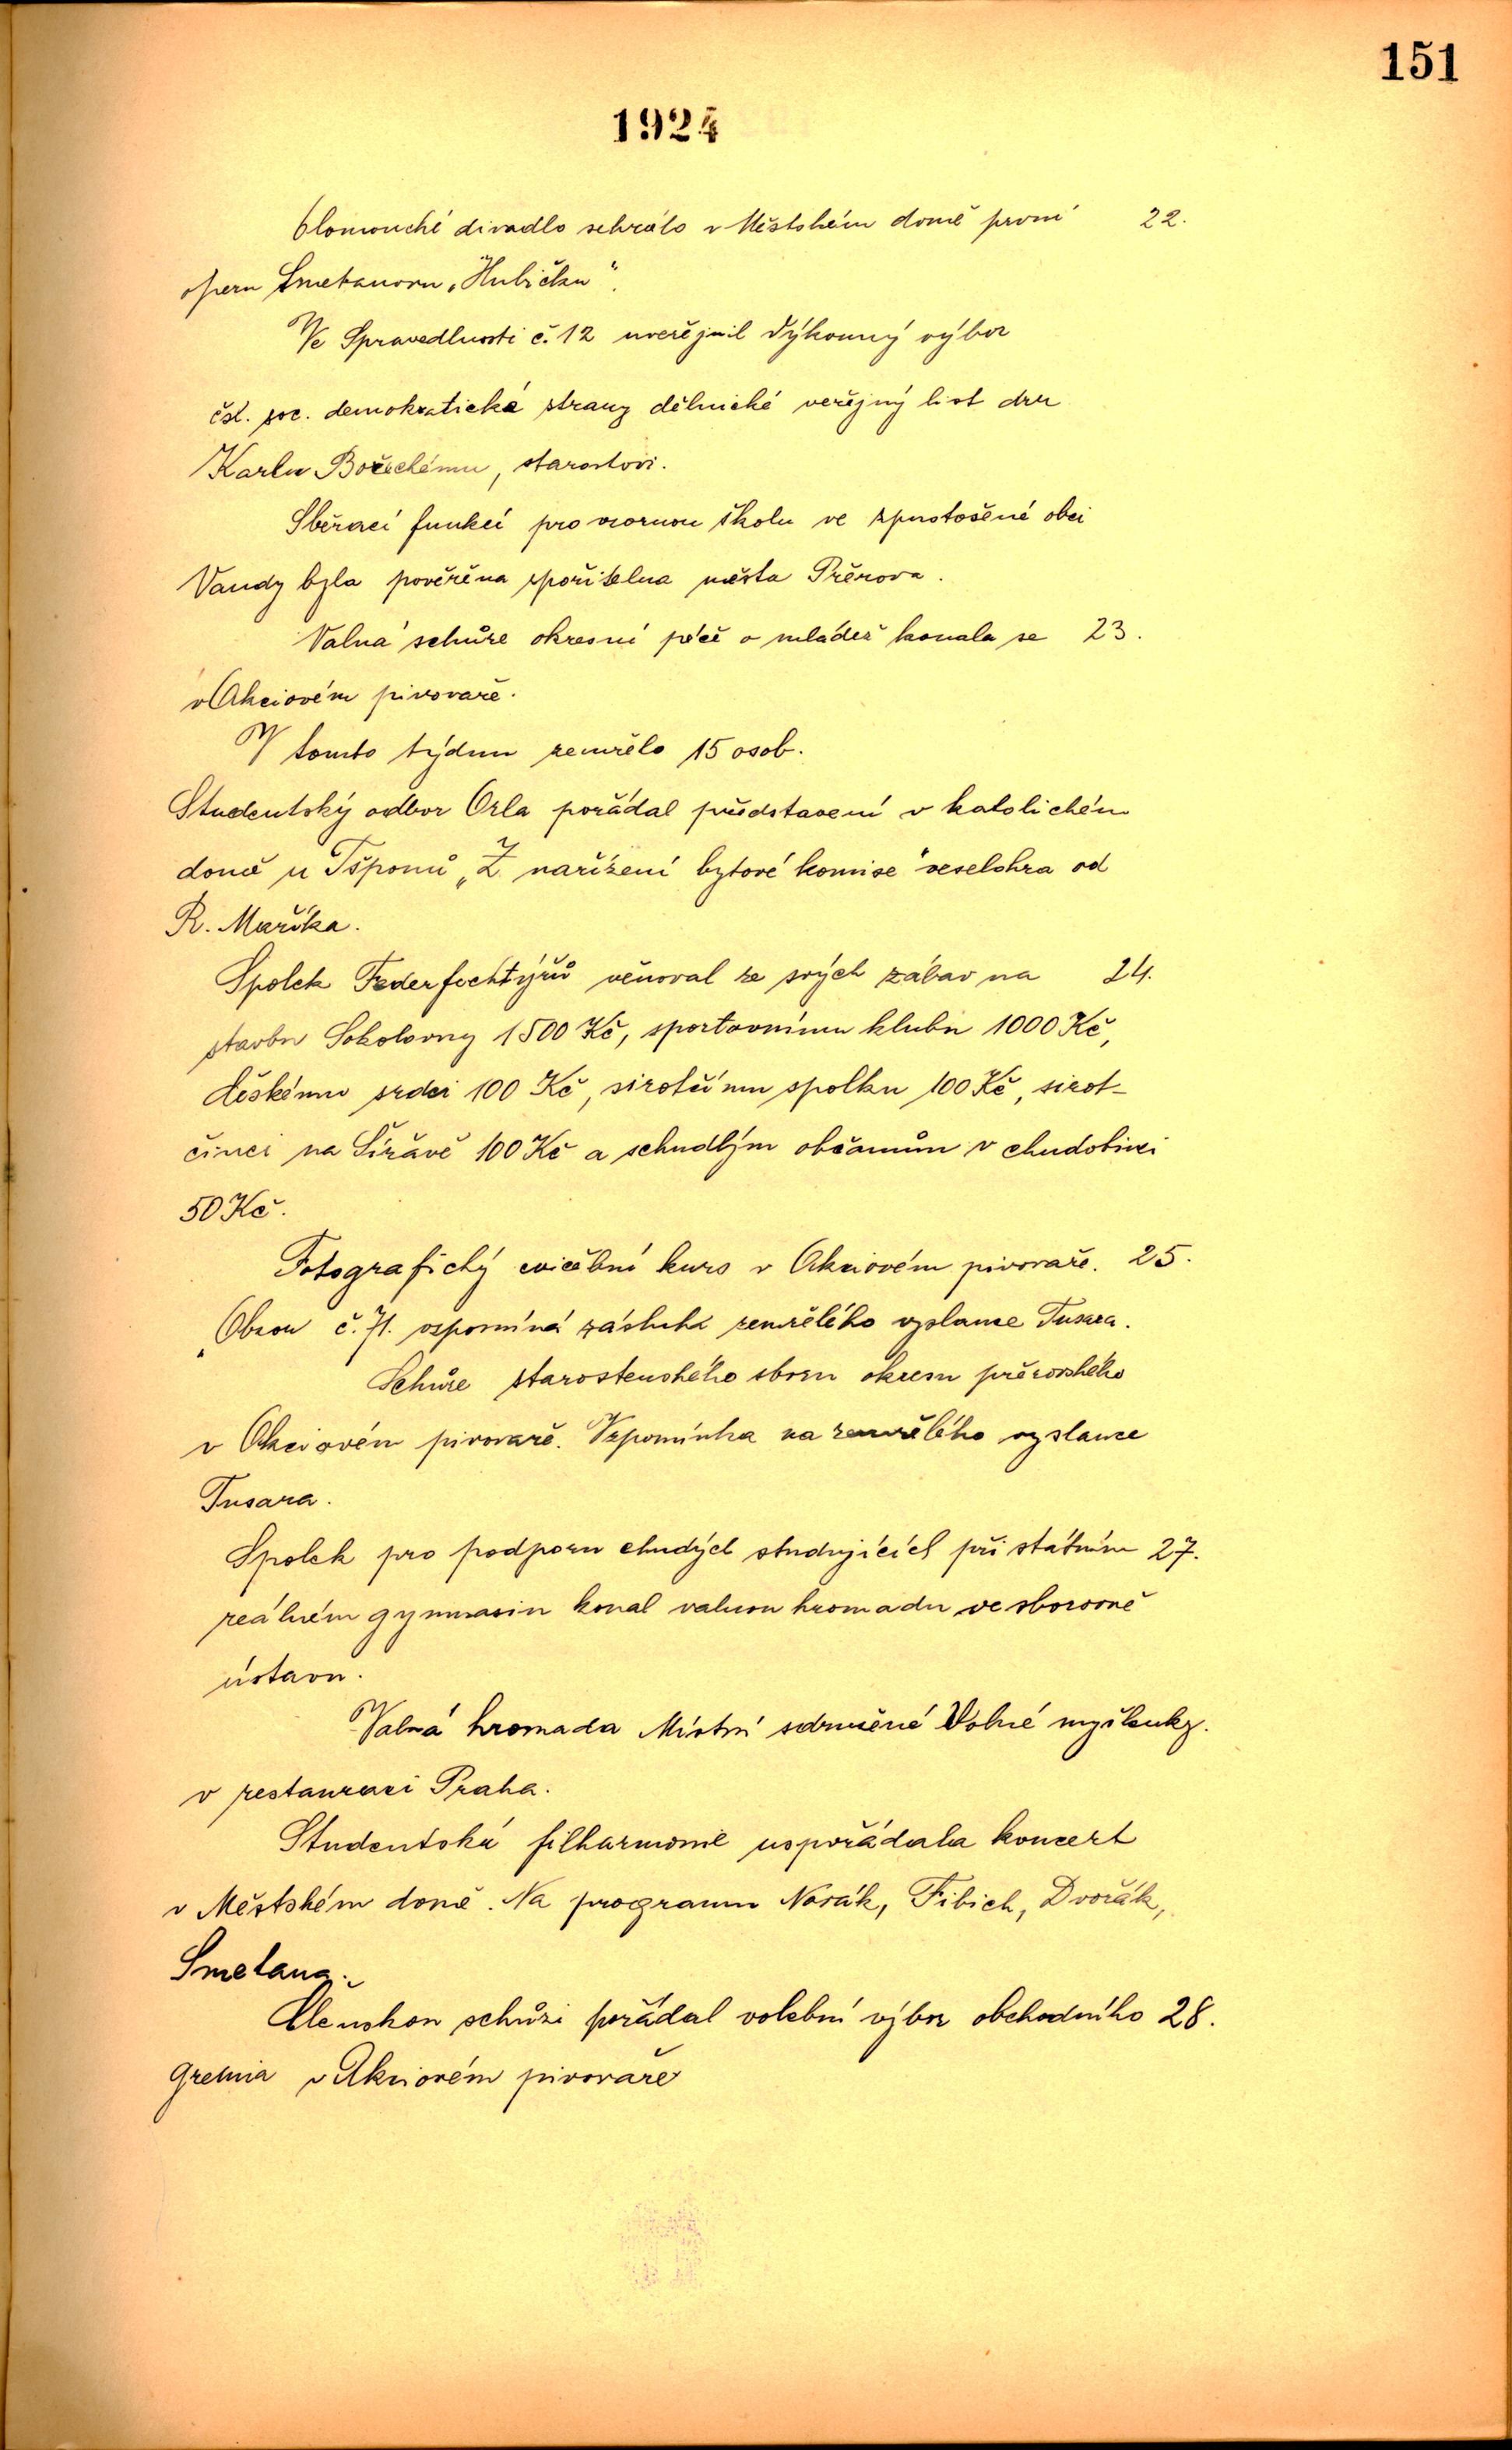 151
1924
Olomoucké divadlo sehrálo v Městském domě první 22.
operu Smetanovu „Hubičku“.
Ve Spravedlnosti č. 12 uveřejnil Výkonný výbor
čsl. soc. demokratické strany dělnické veřejný list dru
Karlu Bořeckému, starostovi.
Sběrací funkcí pro vzornou školu ve zpustošené obci
Vaudy byla pověřena spořitelna města Přerova.
Valná schůze okresní péče o mládež konala se 23.
v Akciovém pivovaře.
V tomto týdnu zemřelo 15 osob.
Studentský odbor Orla pořádal představení v katolickém
domě u Tšponů „Z nařízení bytové komise“ veselohra od
R. Maříka.
Spolek Federfechtýřů věnoval ze svých zábav na 24.
stavbu Sokolovny 1500 Kč, sportovnímu klubu 1000 Kč,
českému srdci 100 Kč, sirotčímu spolku 100 Kč, sirot-
činci na Šířavě 100 Kč a schudlým občanům v chudobinci
50 Kč.
Fotografický cvičební kurs v Akciovém pivovaře. 25.
„Obzor č. 71. vzpomíná zásluh zemřelého vyslance Tusara.
Schůze starostenského sboru okresu přerovského
v Akciovém pivovaře. Vzpomínka na zemřelého vyslance
Tusara.
Spolek pro podporu chudých studujících při státním 27.
reálném gymnasiu konal valnou hromadu ve sborovně
ústavu.
Valná hromada Místní sdružené Volné myšlenky.
v restauraci Praha.
Studentská filharmonie uspořádala koncert
v Městském domě. Na programu Novák, Fibich, Dvořák,
Smetana.
Členskou schůzi pořádal volební výbor obchodního 28.
gremia v Akciovém pivovaře